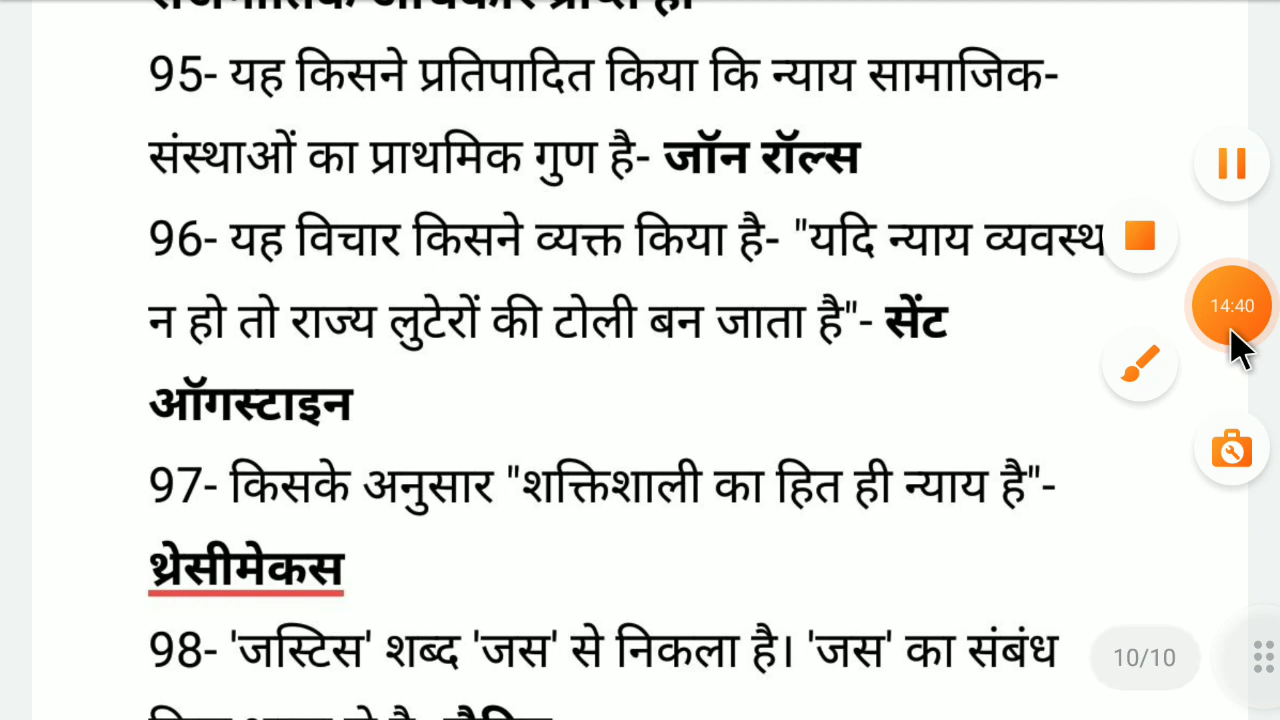 95- यह किसने प्रतिपादित किया कि न्याय सामाजिक-
संस्थाओं का प्राथमिक गुण है- जॉन रॉल्स
96- यह विचार किसने व्यक्त किया है- "यदि न्याय व्यवस्थ
न हो तो राज्य लुटेरों की टोली बन जाता है"- सेंट
ऑगस्टाइन
97- किसके अनुसार "शक्तिशाली का हित ही न्याय है"-
थ्रेसीमेकस
98- 'जस्टिस' शब्द 'जस' से निकला है। 'जस' का संबंध
14:40
10/10